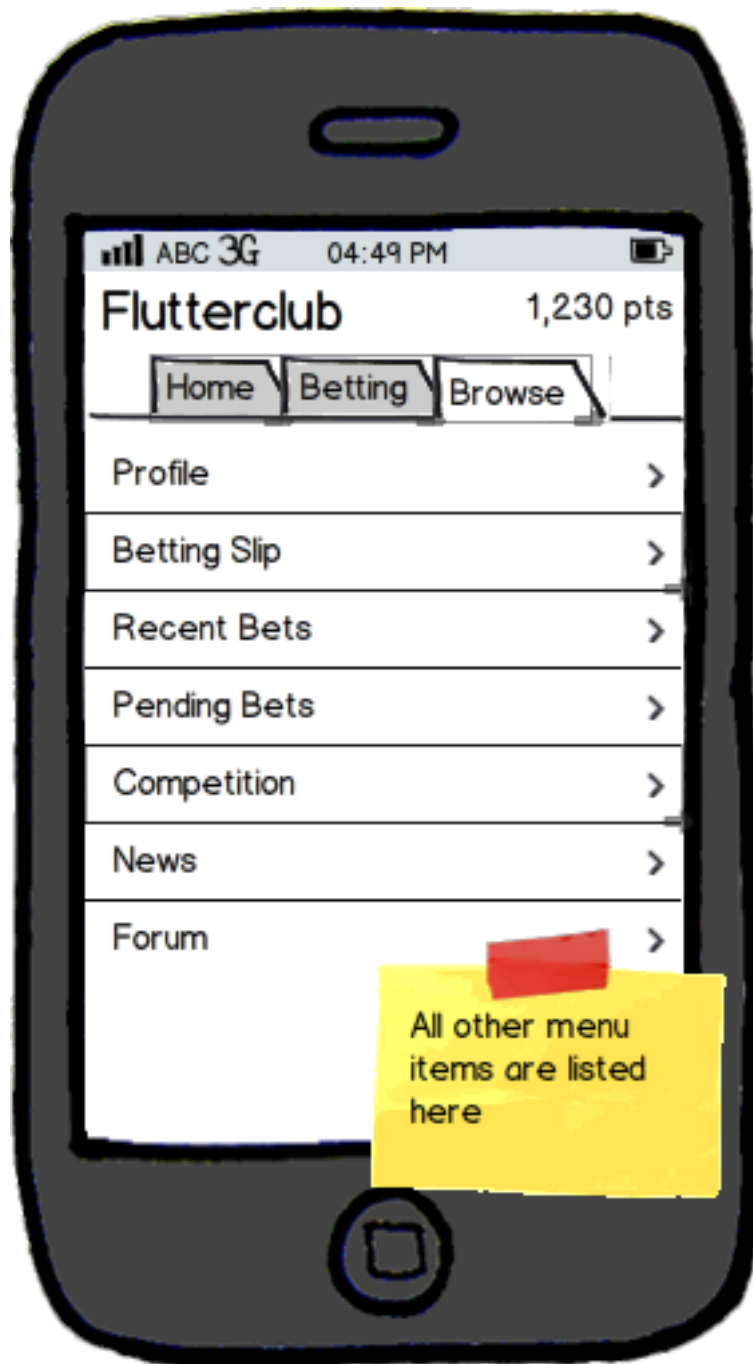 ABC 3G 04:49 PM
Flutterclub 1,230 pts
Home Betting Browse
Profile
Betting Slip
Recent Bets
Pending Bets
Competition
News
Forum
All other menu
items are listed
here